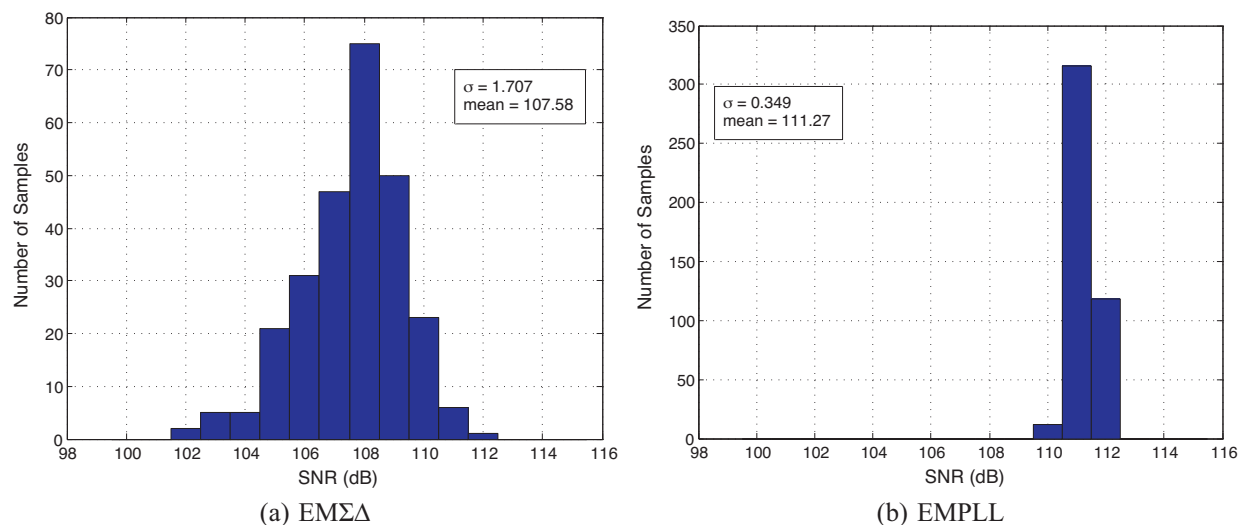 80
70
60
50
40
30
20
10
0
Number of Samples
σ = 1.707
mean = 107.58
98 100 102 104 106 108 110 112 114 116
SNR (dB)
(a) EMΣΔ
350
300
250
200
150
100
50
0
Number of Samples
σ = 0.349
mean = 111.27
98 100 102 104 106 108 110 112 114 116
SNR (dB)
(b) EMPLL